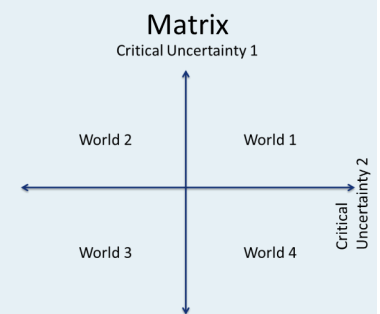 Matrix
Critical Uncertainty 1
World 2
World 1
Critical
Uncertainty 2
World 3
World 4